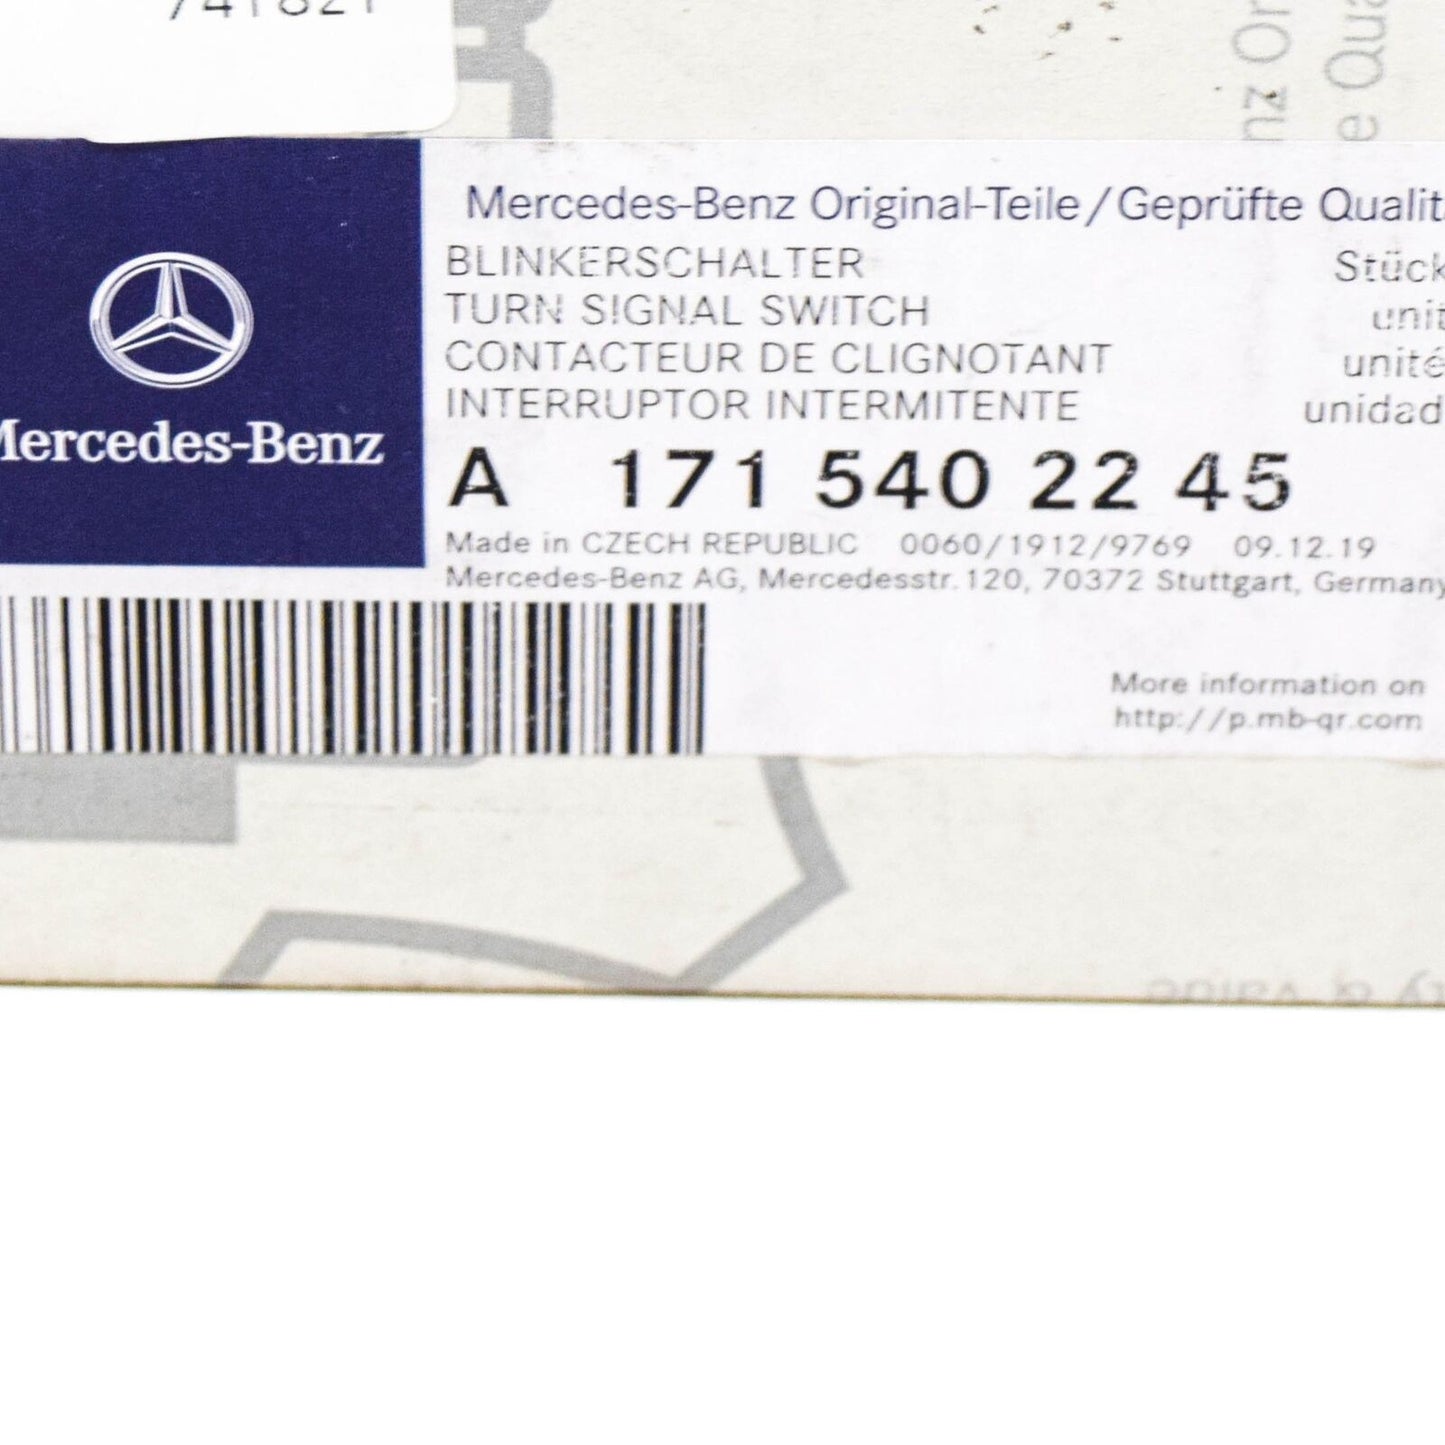 Mercedes-Benz
Mercedes-Benz Original-Teile/Geprüfte
BLINKERSCHALTER Stück
TURN SIGNAL SWITCH unit
CONTACTEUR DE CLIGNOTANT unité
INTERRUPTOR INTERMITENTE unidad
A 171 540 22 45
Made in CZECH REPUBLIC 0060/1912/9769 09.12.19
Mercedes-Benz AG, Mercedesstr. 120, 70372 Stuttgart, Germany
More information on
http://p.mb-qr.com
a value